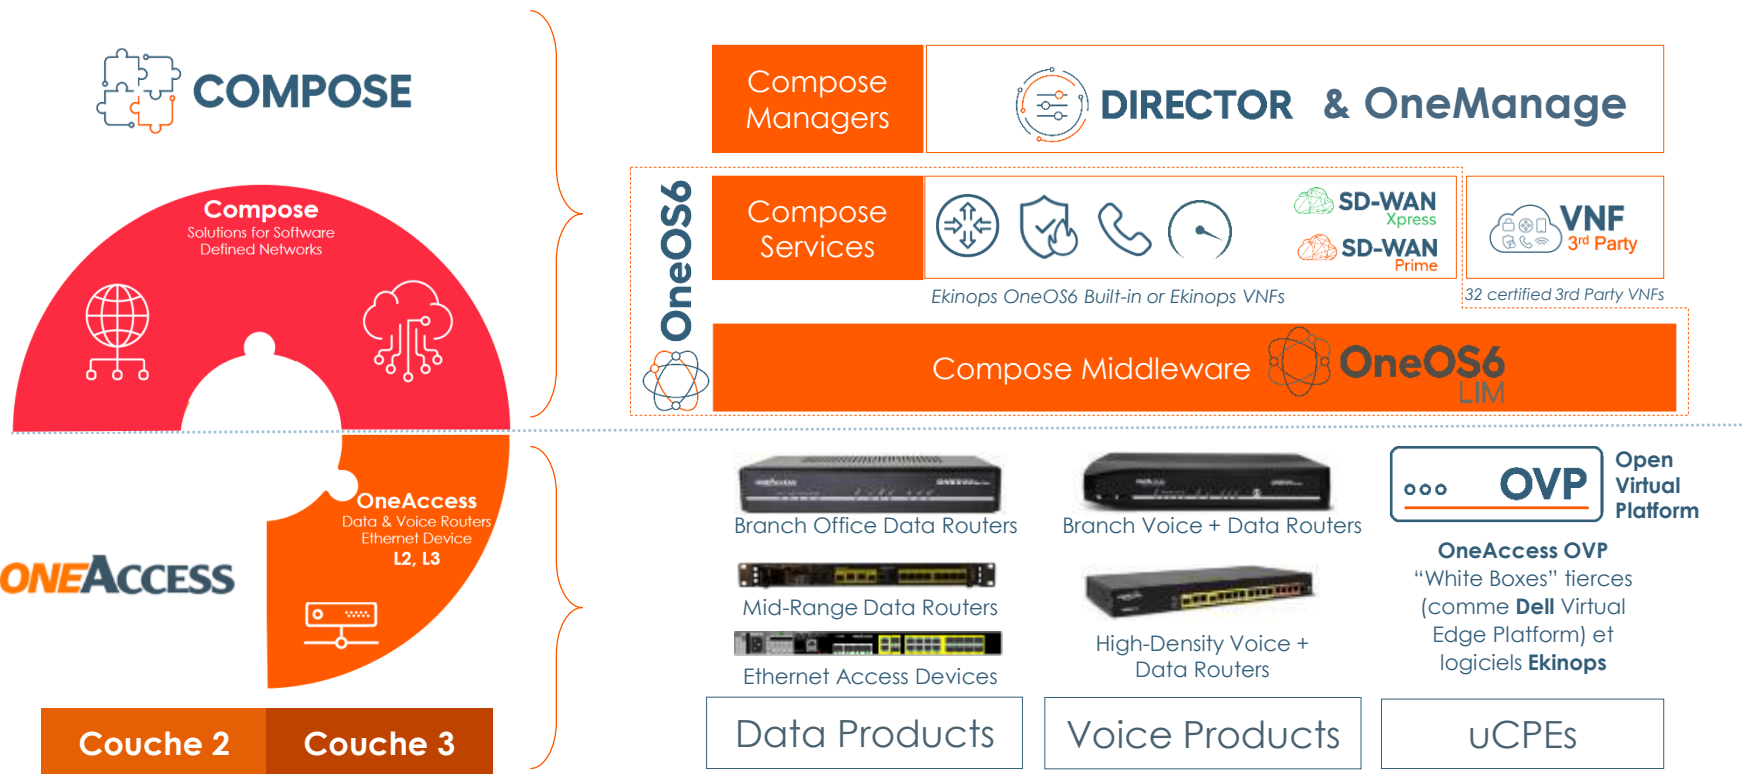 COMPOSE
Compose
Solutions for Software
Defined Networks
Compose
Managers
DIRECTOR & OneManage
OneOS6
Compose
Services
SD-WAN
Xpress
SD-WAN
Prime
VNF
3rd Party
Ekinops OneOS6 Built-in or Ekinops VNFs
32 certified 3rd Party VNFs
Compose Middleware OneOS6
LIM
OneAccess
Data & Voice Routers
Ethernet Device
L2, L3
ONEACCESS
Couche 2
Couche 3
Branch Office Data Routers
Mid-Range Data Routers
Ethernet Access Devices
Data Products
Branch Voice + Data Routers
High-Density Voice +
Data Routers
Voice Products
OVP
Open
Virtual
Platform
OneAccess OVP
“White Boxes” tierces
(comme Dell Virtual
Edge Platform) et
logiciels Ekinops
uCPEs